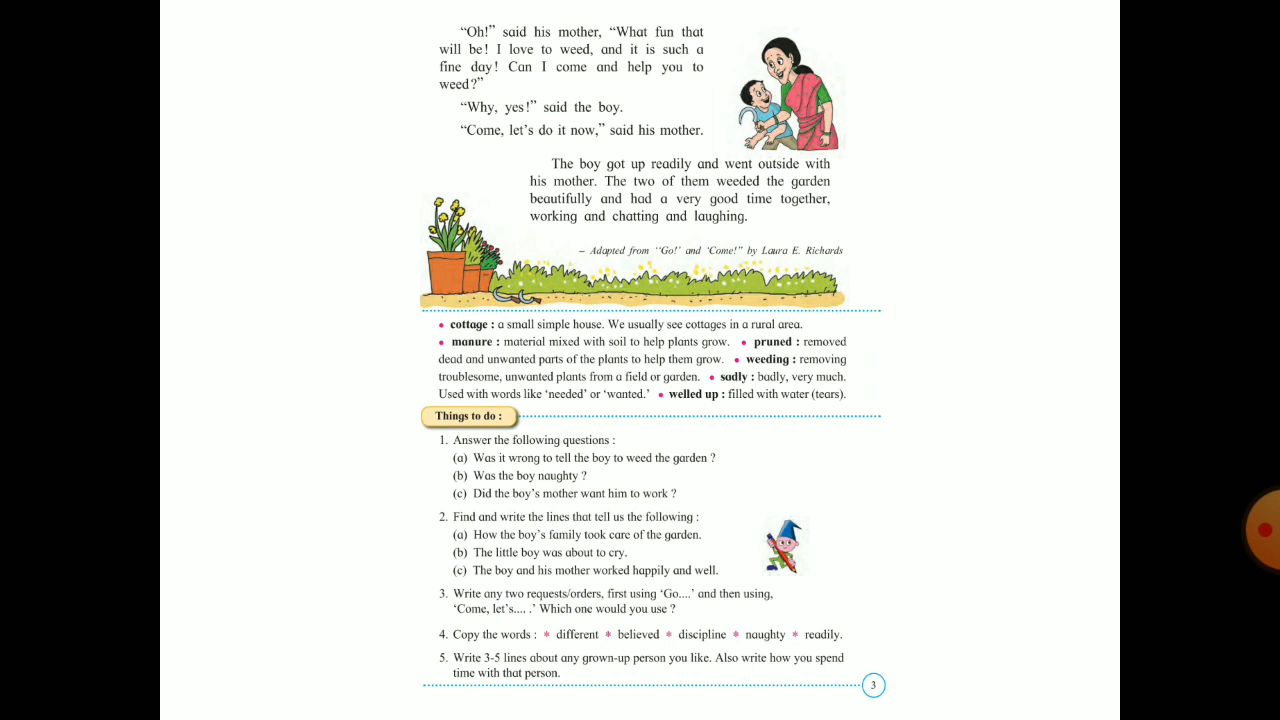 “Oh!” said his mother, “What fun that
will be! I love to weed, and it is such a
fine day! Can I come and help you to
weed?”
“Why, yes!” said the boy.
“Come, let’s do it now,” said his mother.
The boy got up readily and went outside with
his mother. The two of them weeded the garden
beautifully and had a very good time together,
working and chatting and laughing.
– Adapted from ‘‘Go!’ and ‘Come!” by Laura E. Richards
• cottage : a small simple house. We usually see cottages in a rural area.
• manure : material mixed with soil to help plants grow. • pruned : removed
dead and unwanted parts of the plants to help them grow. • weeding : removing
troublesome, unwanted plants from a field or garden. • sadly : badly, very much.
Used with words like ‘needed’ or ‘wanted.’ • welled up : filled with water (tears).
Things to do :
1. Answer the following questions :
(a) Was it wrong to tell the boy to weed the garden ?
(b) Was the boy naughty ?
(c) Did the boy’s mother want him to work ?
2. Find and write the lines that tell us the following :
(a) How the boy’s family took care of the garden.
(b) The little boy was about to cry.
(c) The boy and his mother worked happily and well.
3. Write any two requests/orders, first using ‘Go....’ and then using,
‘Come, let’s.... .’ Which one would you use ?
4. Copy the words : * different * believed * discipline * naughty * readily.
5. Write 3-5 lines about any grown-up person you like. Also write how you spend
time with that person.
3